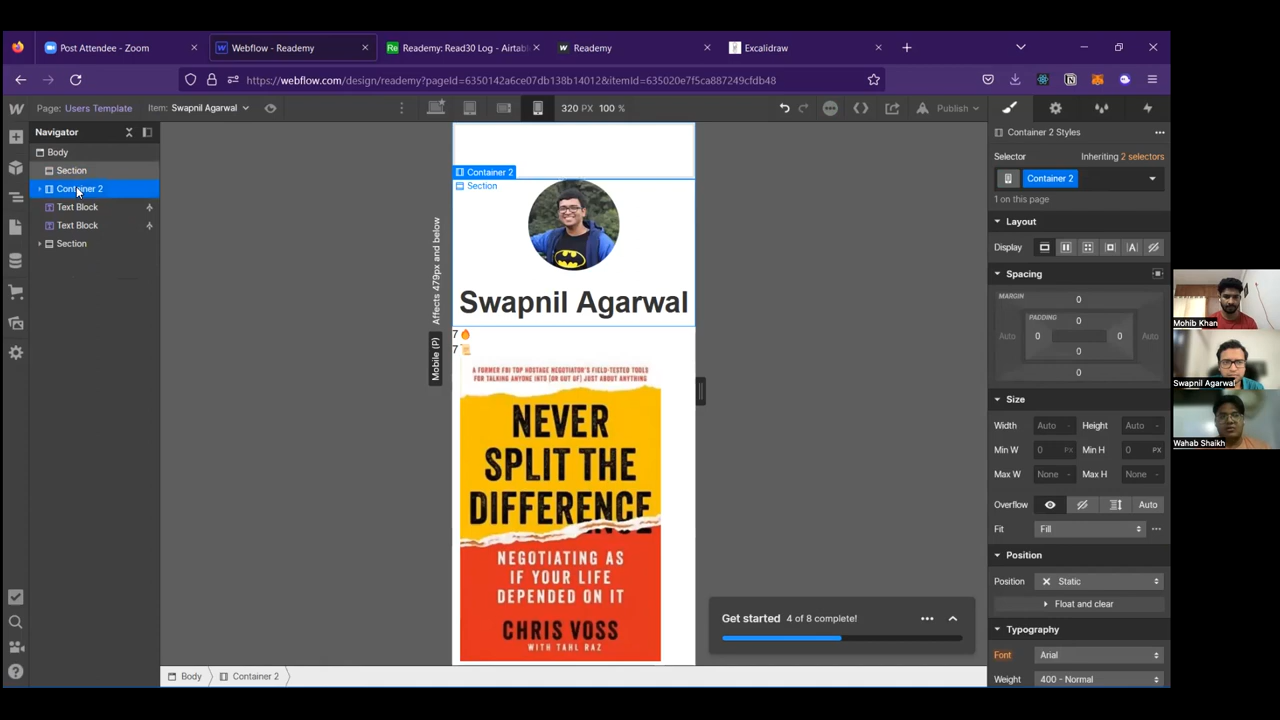 Post Attendee - Zoom
Webflow - Reademy
Reademy: Read30 Log - Airtabl
Reademy
Excalidraw
https://webflow.com/design/reademy?pageId=6350142a6ce07db138b14012&itemId=635020e7f5ca887249cfdb48
Page: Users Template
Item: Swapnil Agarwal
320 PX 100 %
Publish
Navigator
Body
Section
Container 2
Text Block
Text Block
Section
Container 2
Section
Swapnil Agarwal
7 🔥
7 📜
Affects 479px and below
Mobile (P)
A FORMER FBI TOP HOSTAGE NEGOTIATOR'S FIELD-TESTED TOOLS
FOR TALKING ANYONE INTO (OR OUT OF) JUST ABOUT ANYTHING
NEVER
SPLIT THE
DIFFERENCE
NEGOTIATING AS
IF YOUR LIFE
DEPENDED ON IT
CHRIS VOSS
WITH TAHL RAZ
Get started 4 of 8 complete!
Body
Container 2
Container 2 Styles
Selector
Inheriting 2 selectors
Container 2
1 on this page
Layout
Display
Spacing
MARGIN
0
PADDING
0
Auto
0
0
Auto
0
0
Size
Width Auto - Height Auto -
Min W 0 PX Min H 0 PX
Max W None - Max H None -
Overflow Auto
Fit Fill
Position
Position Static
Float and clear
Typography
Font Arial
Weight 400 - Normal
Mohib Khan
Swapnil Agarwal
Wahab Shaikh